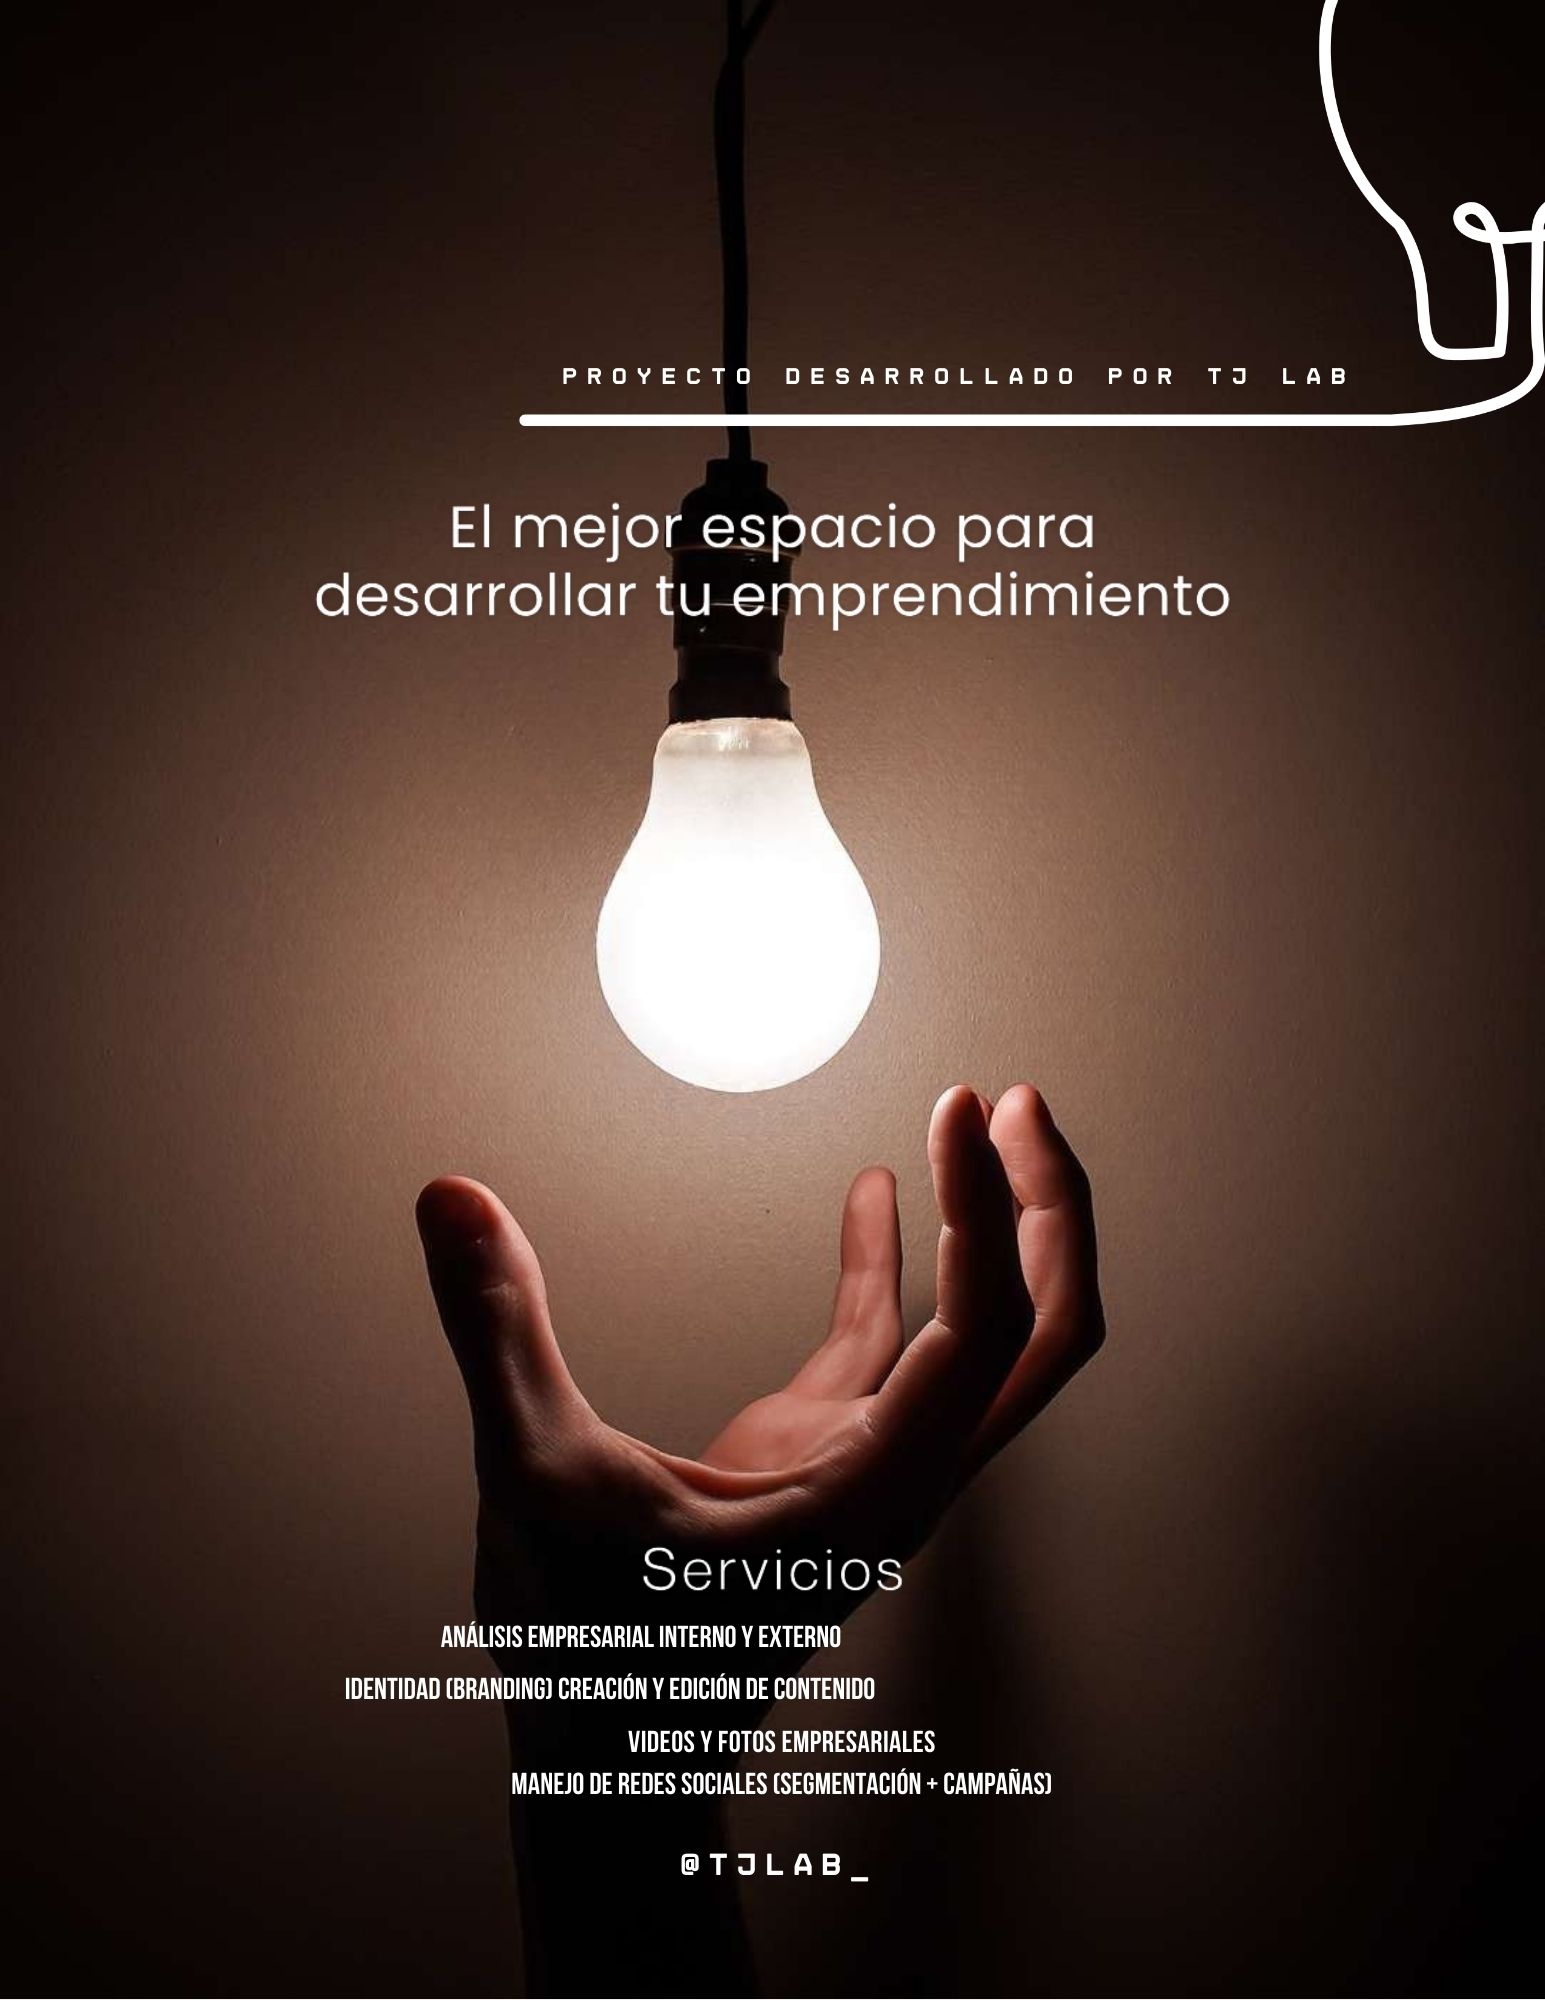 PROYECTO DESARROLLADO POR TJ LAB
El mejor espacio para
desarrollar tu emprendimiento
Servicios
ANÁLISIS EMPRESARIAL INTERNO Y EXTERNO
IDENTIDAD (BRANDING) CREACIÓN Y EDICIÓN DE CONTENIDO
VIDEOS Y FOTOS EMPRESARIALES
MANEJO DE REDES SOCIALES (SEGMENTACIÓN + CAMPAÑAS)
@TJLAB_